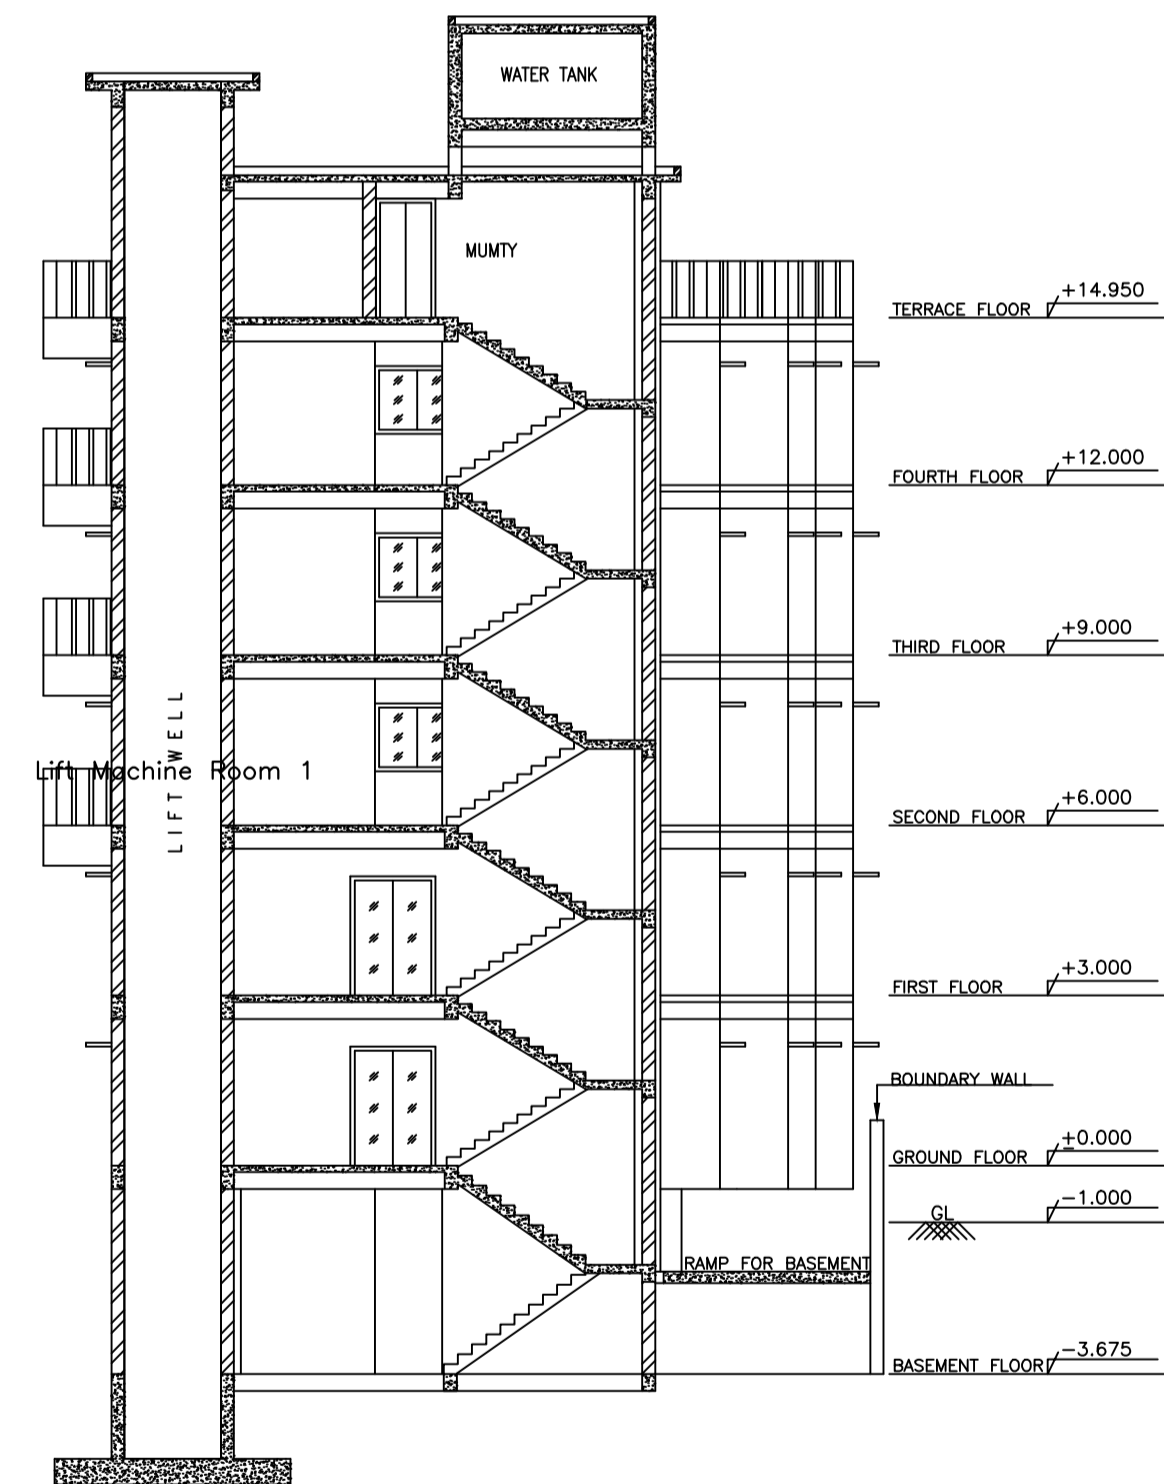 WATER TANK
MUMTY
+14.950
TERRACE FLOOR
+12.000
FOURTH FLOOR
+9.000
THIRD FLOOR
LIFT WELL
Lift Machine Room 1
+6.000
SECOND FLOOR
+3.000
FIRST FLOOR
BOUNDARY WALL
±0.000
GROUND FLOOR
-1.000
GL
RAMP FOR BASEMENT
-3.675
BASEMENT FLOOR